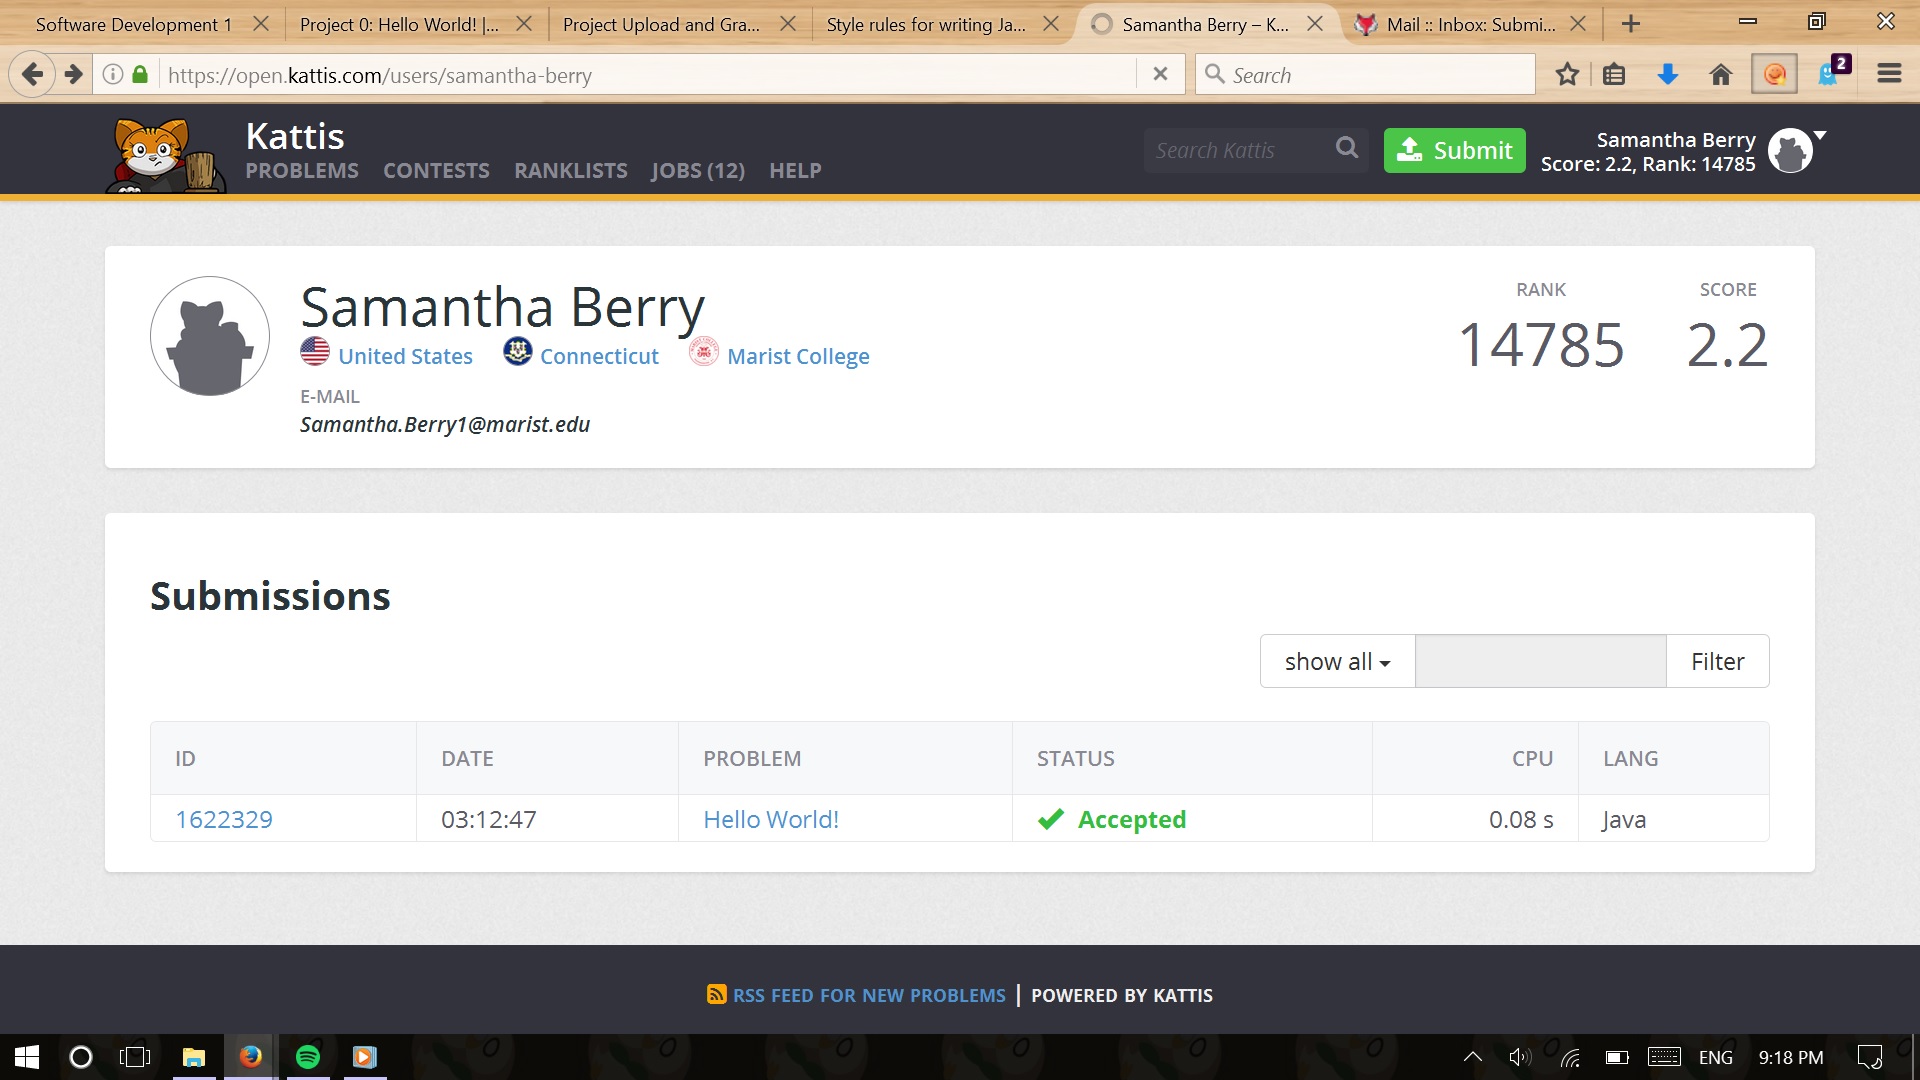 Software Development 1
Project 0: Hello World! |...
Project Upload and Gra...
Style rules for writing Ja...
Samantha Berry – K...
Mail :: Inbox: Submi...
https://open.kattis.com/users/samantha-berry
Search
2
Kattis
PROBLEMS CONTESTS RANKLISTS JOBS (12) HELP
Search Kattis
Submit
Samantha Berry
Score: 2.2, Rank: 14785
Samantha Berry
United States Connecticut Marist College
E-MAIL
Samantha.Berry1@marist.edu
RANK SCORE
14785 2.2
Submissions
show all Filter
ID DATE PROBLEM STATUS CPU LANG
1622329 03:12:47 Hello World! Accepted 0.08 s Java
RSS FEED FOR NEW PROBLEMS | POWERED BY KATTIS
ENG 9:18 PM